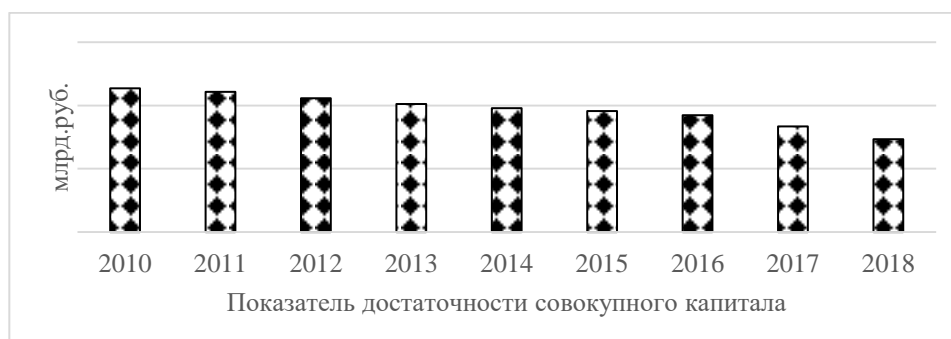 млрд.руб.
2010 2011 2012 2013 2014 2015 2016 2017 2018
Показатель достаточности совокупного капитала